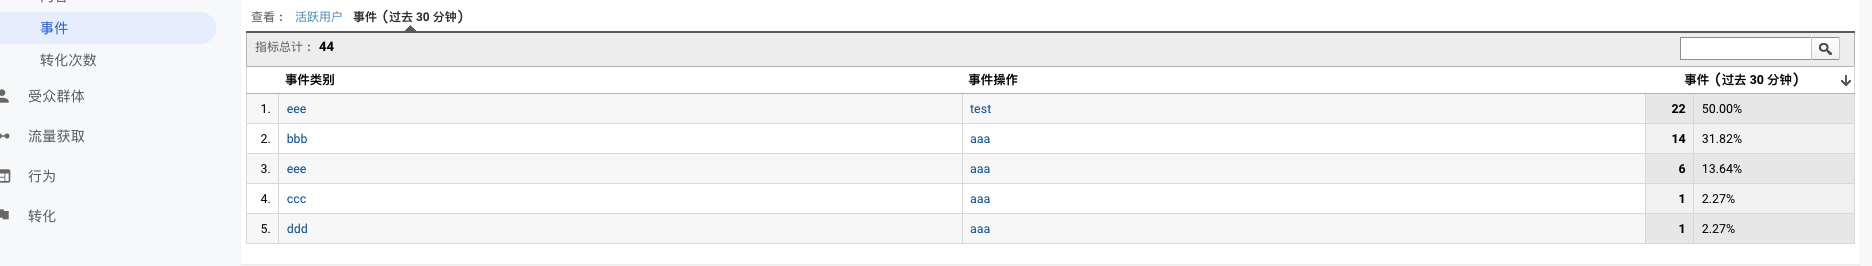 事件
转化次数
受众群体
流量获取
行为
转化
查看： 活跃用户 事件（过去 30 分钟）
指标总计： 44
事件类别 事件操作 事件（过去 30 分钟）
1. eee test 22 50.00%
2. bbb aaa 14 31.82%
3. eee aaa 6 13.64%
4. ccc aaa 1 2.27%
5. ddd aaa 1 2.27%